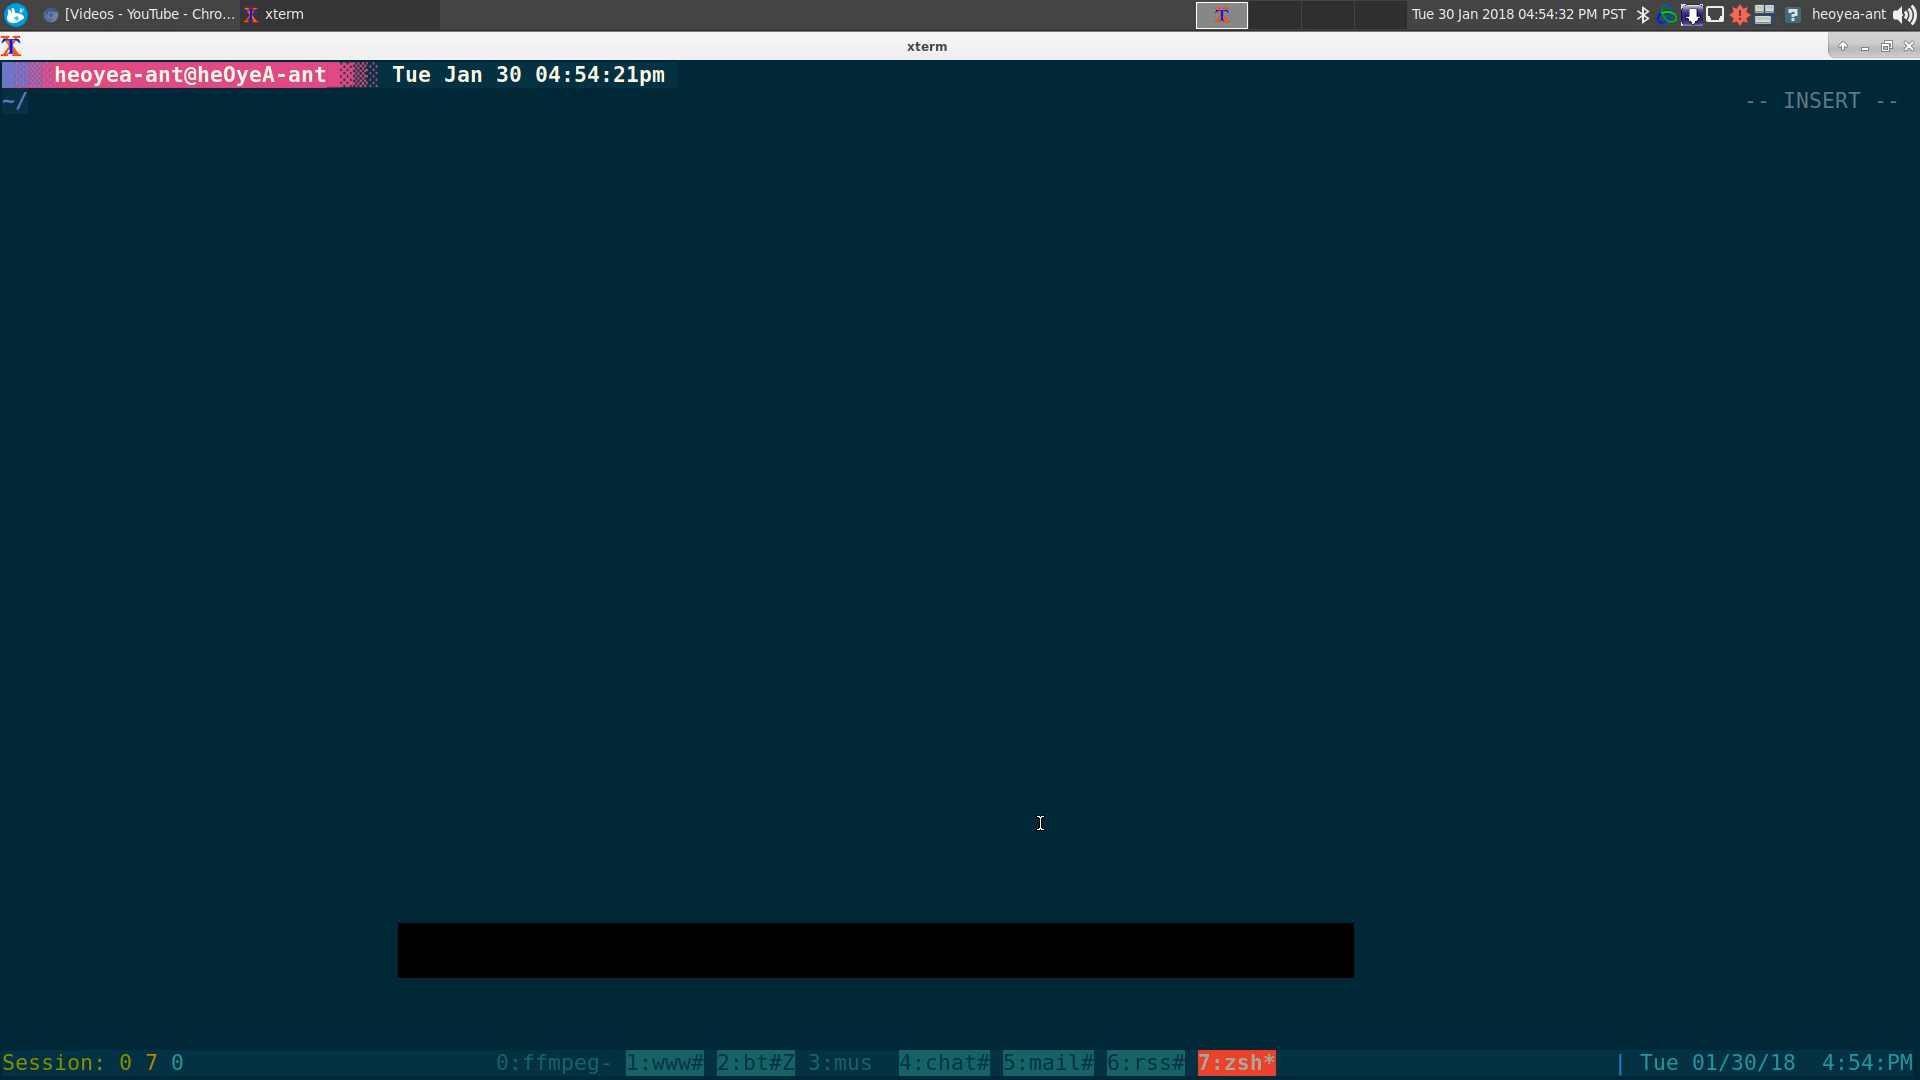 [Videos - YouTube - Chro... xterm Tue 30 Jan 2018 04:54:32 PM PST heoyea-ant
xterm
heoyea-ant@heOyeA-ant Tue Jan 30 04:54:21pm
~/ -- INSERT --
Session: 0 7 0 0:ffmpeg- 1:www# 2:bt#Z 3:mus 4:chat# 5:mail# 6:rss# 7:zsh* | Tue 01/30/18 4:54:PM